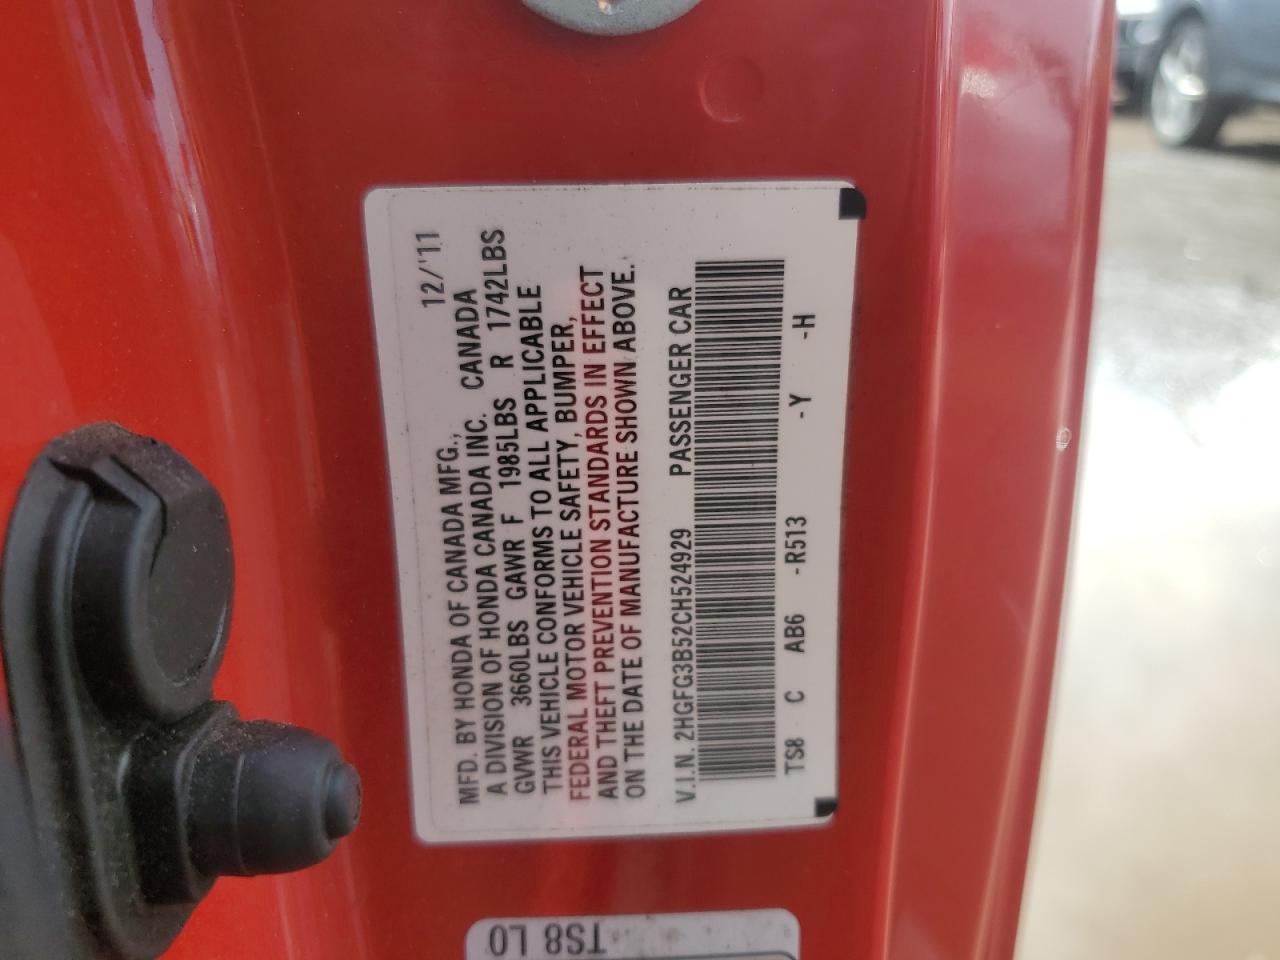 12/'11
MFD. BY HONDA OF CANADA MFG.,
A DIVISION OF HONDA CANADA INC. CANADA
GVWR 3660LBS GAWR F 1985LBS R 1742LBS
THIS VEHICLE CONFORMS TO ALL APPLICABLE
FEDERAL MOTOR VEHICLE SAFETY, BUMPER,
AND THEFT PREVENTION STANDARDS IN EFFECT
ON THE DATE OF MANUFACTURE SHOWN ABOVE.
V.I.N. 2HGFG3B52CH524929 PASSENGER CAR
TS8 C AB6 -R513 -Y -H
TS8 L0